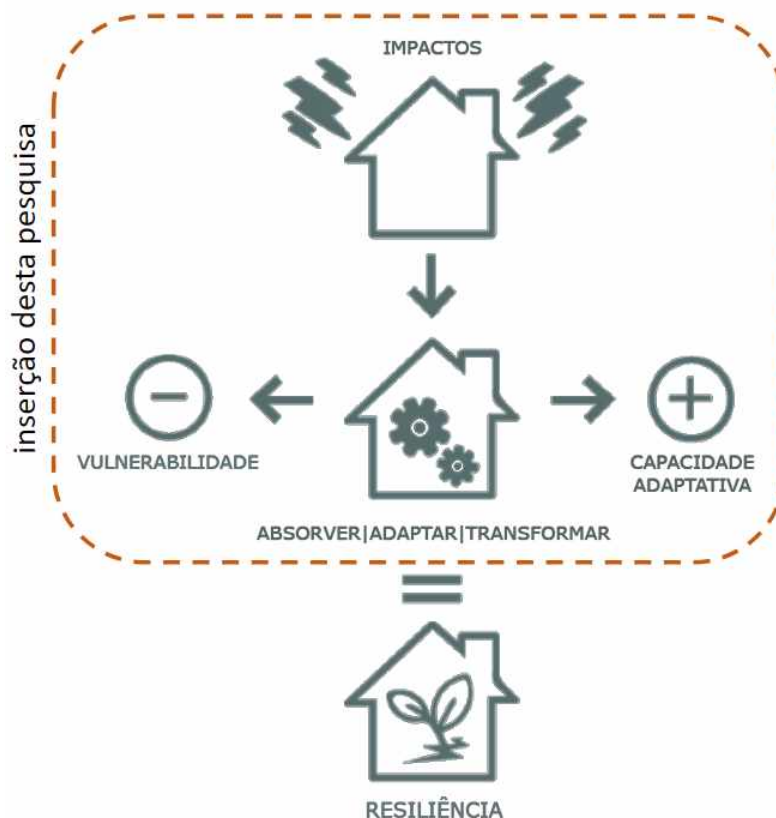 inserção desta pesquisa
IMPACTOS
VULNERABILIDADE
CAPACIDADE
ADAPTATIVA
ABSORVER|ADAPTAR|TRANSFORMAR
RESILIÊNCIA